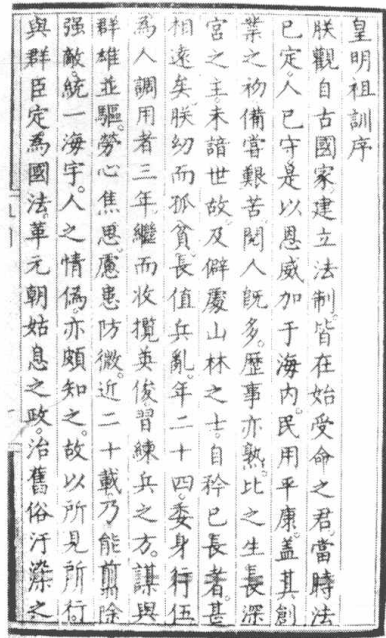 皇明祖訓序
朕觀自古國家建立法制。皆在始受命之君。當時法
已定。人已守。是以恩威加于海內。民用平康。蓋其創
業之初。備嘗艱苦。閱人旣多。歷事亦熟。比之生長深
宮之主。未諳世故。及僻處山林之士。自矜己長者。甚
相遠矣。朕幼而孤貧。長值兵亂。年二十四。委身行伍
為人調用者三年。繼而收攬英俊。習練兵之方。謀與
群雄並驅。勞心焦思。慮患防微。近二十載。乃能翦除
强敵。統一海宇。人之情偽。亦頗知之。故以所見所行。
與群臣定為國法。革元朝姑息之政。治舊俗汙染之